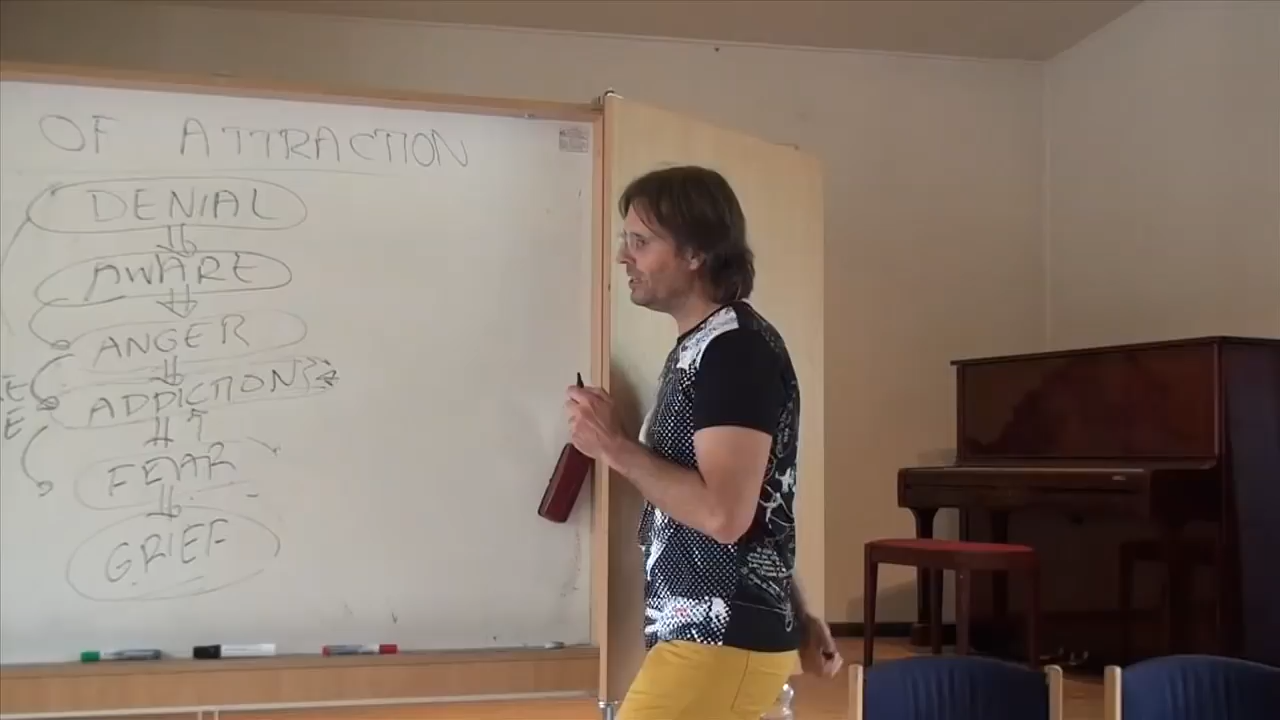 OF ATTRACTION
DENIAL
AWARE
ANGER
ADDICTION?
FEAR
GRIEF